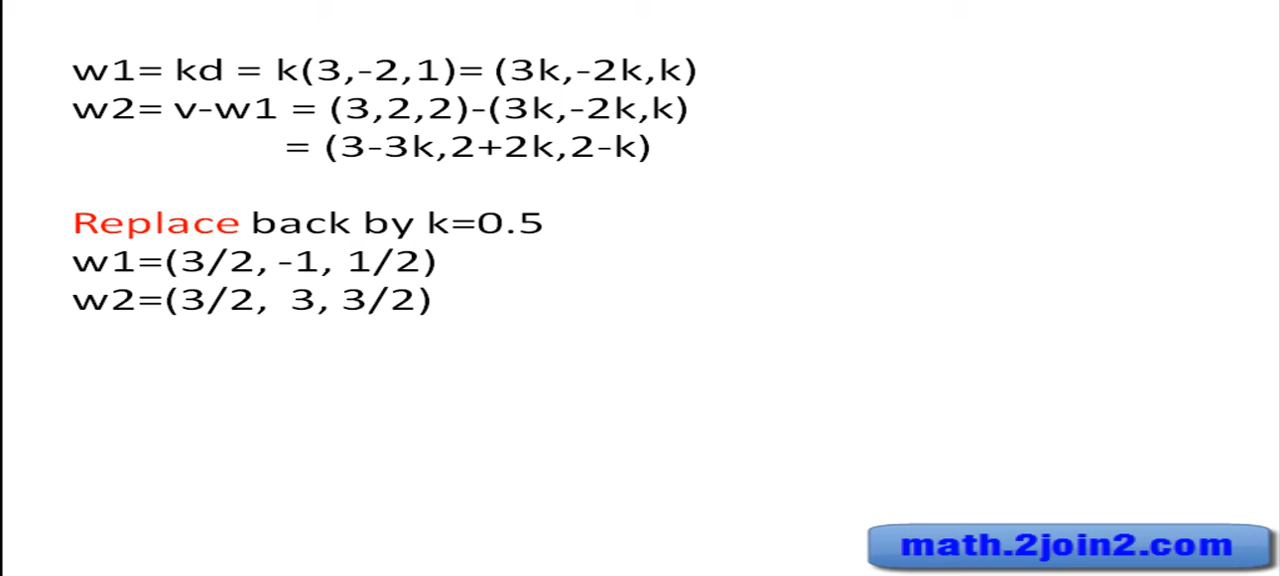 w1= kd = k(3,-2,1)= (3k,-2k,k)
w2= v-w1 = (3,2,2)-(3k,-2k,k)
= (3-3k,2+2k,2-k)
Replace back by k=0.5
w1=(3/2, -1, 1/2)
w2=(3/2, 3, 3/2)
math.2join2.com